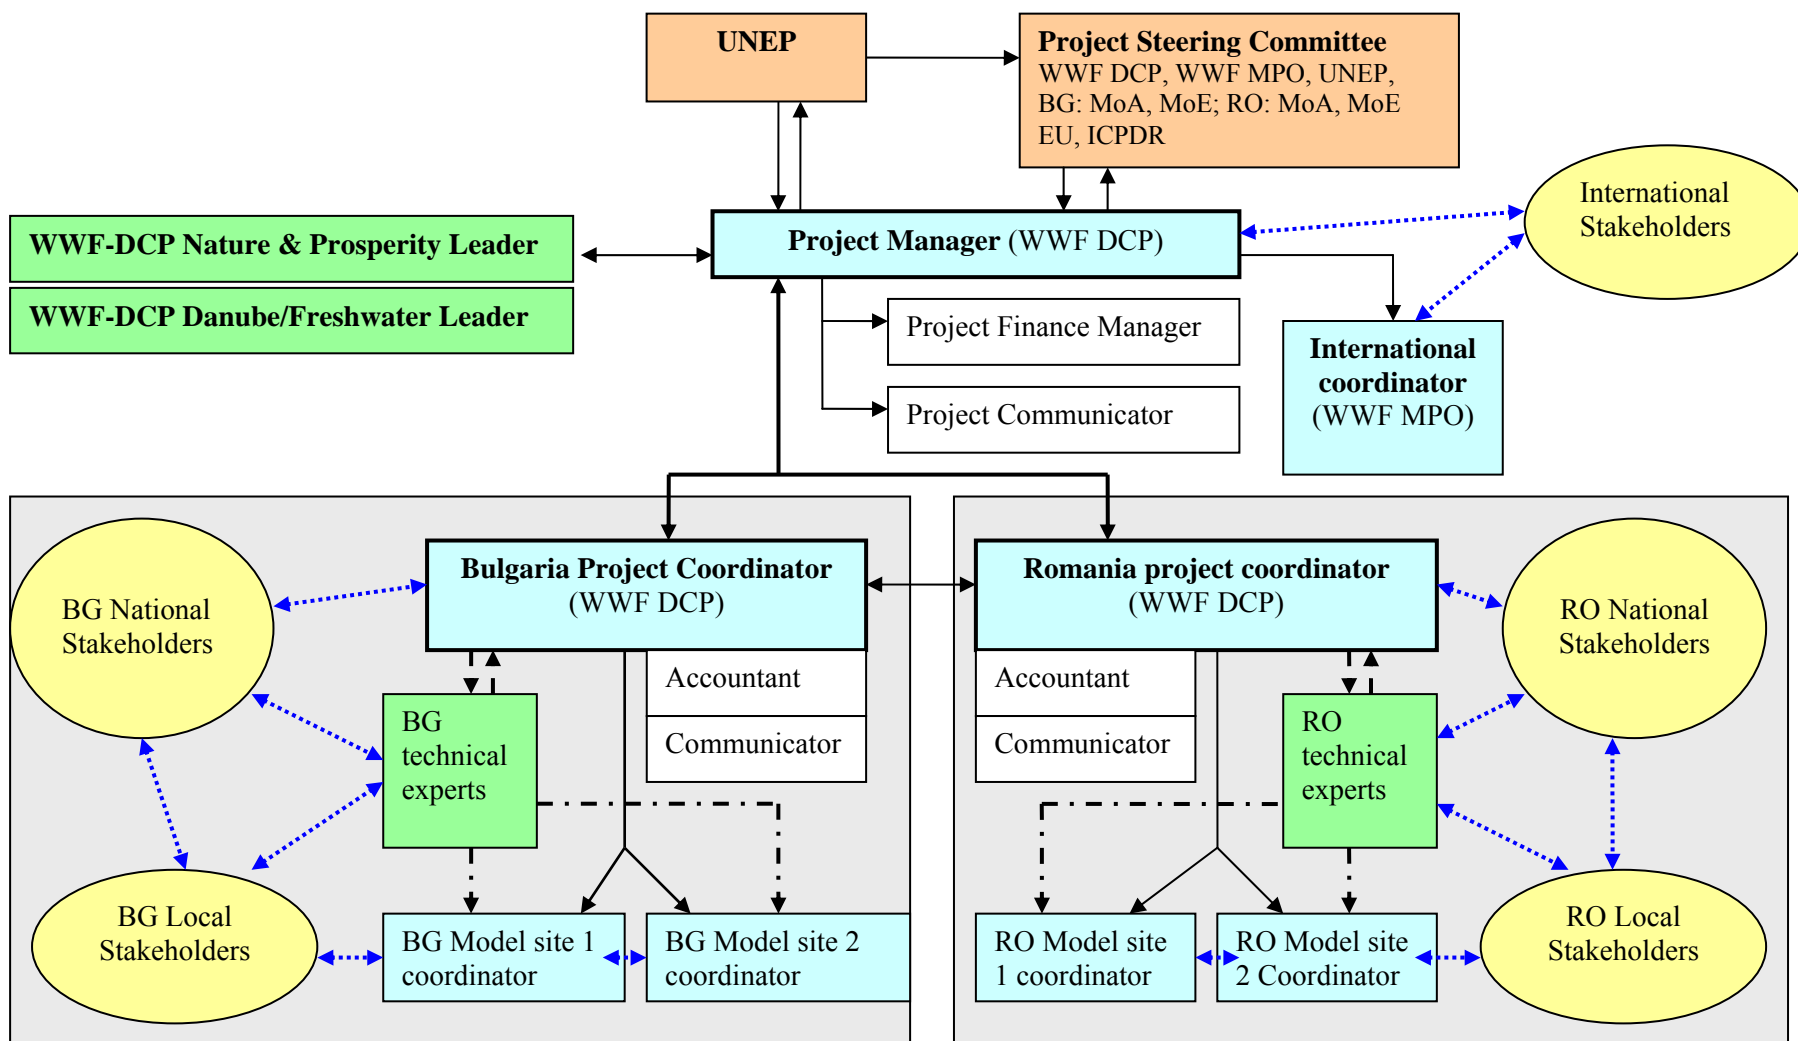 UNEP
Project Steering Committee
WWF DCP, WWF MPO, UNEP,
BG: MoA, MoE; RO: MoA, MoE
EU, ICPDR
International
Stakeholders
WWF-DCP Nature & Prosperity Leader
Project Manager (WWF DCP)
WWF-DCP Danube/Freshwater Leader
Project Finance Manager
International
coordinator
(WWF MPO)
Project Communicator
Bulgaria Project Coordinator
(WWF DCP)
Romania project coordinator
(WWF DCP)
BG National
Stakeholders
RO National
Stakeholders
Accountant
Communicator
Accountant
Communicator
BG
technical
experts
RO
technical
experts
BG Local
Stakeholders
BG Model site 1
coordinator
BG Model site 2
coordinator
RO Model site
1 coordinator
RO Model site
2 Coordinator
RO Local
Stakeholders